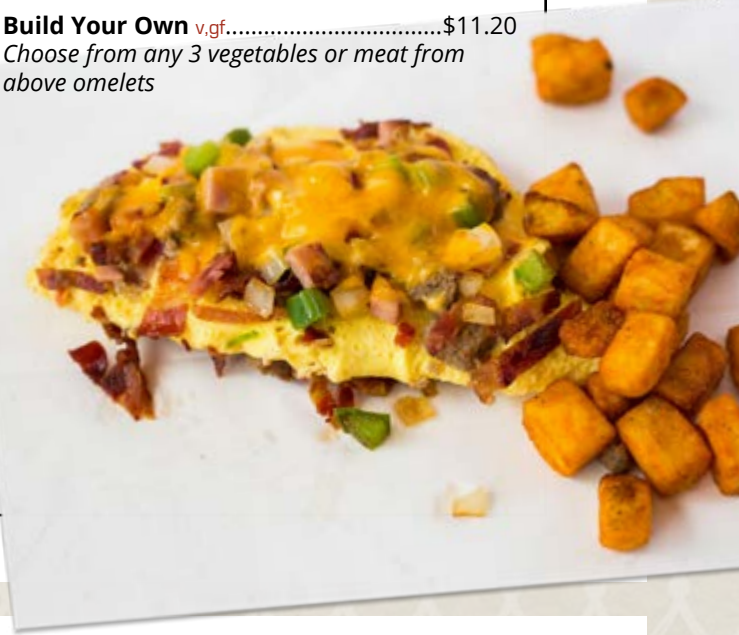 Build Your Own v,gf..................................$11.20
Choose from any 3 vegetables or meat from
above omelets